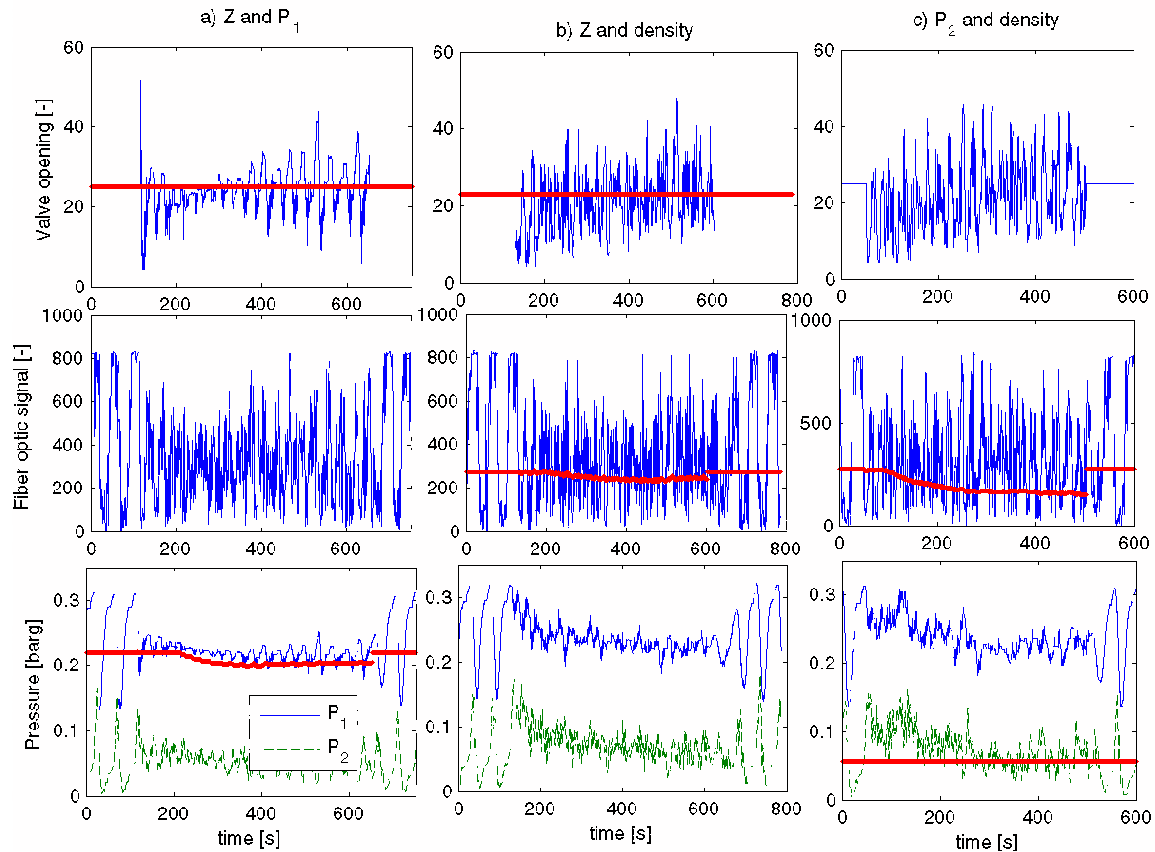 a) Z and P1
b) Z and density
c) P2 and density
Valve opening [-]
60
40
20
0
0 200 400 600
60
40
20
0
0 200 400 600 800
60
40
20
0
0 200 400 600
Fiber optic signal [-]
1000
800
600
400
200
0
0 200 400 600
1000
800
600
400
200
0
0 200 400 600 800
1000
500
0
0 200 400 600
Pressure [barg]
0.3
0.2
0.1
0
0 200 400 600
time [s]
P1
P2
0.3
0.2
0.1
0
0 200 400 600 800
time [s]
0.3
0.2
0.1
0
0 200 400 600
time [s]